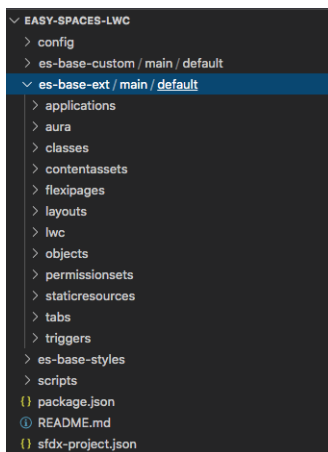 EASY-SPACES-LWC
config
es-base-custom / main / default
es-base-ext / main / default
applications
aura
classes
contentassets
flexipages
layouts
lwc
objects
permissionsets
staticresources
tabs
triggers
es-base-styles
scripts
{} package.json
README.md
{} sfdx-project.json